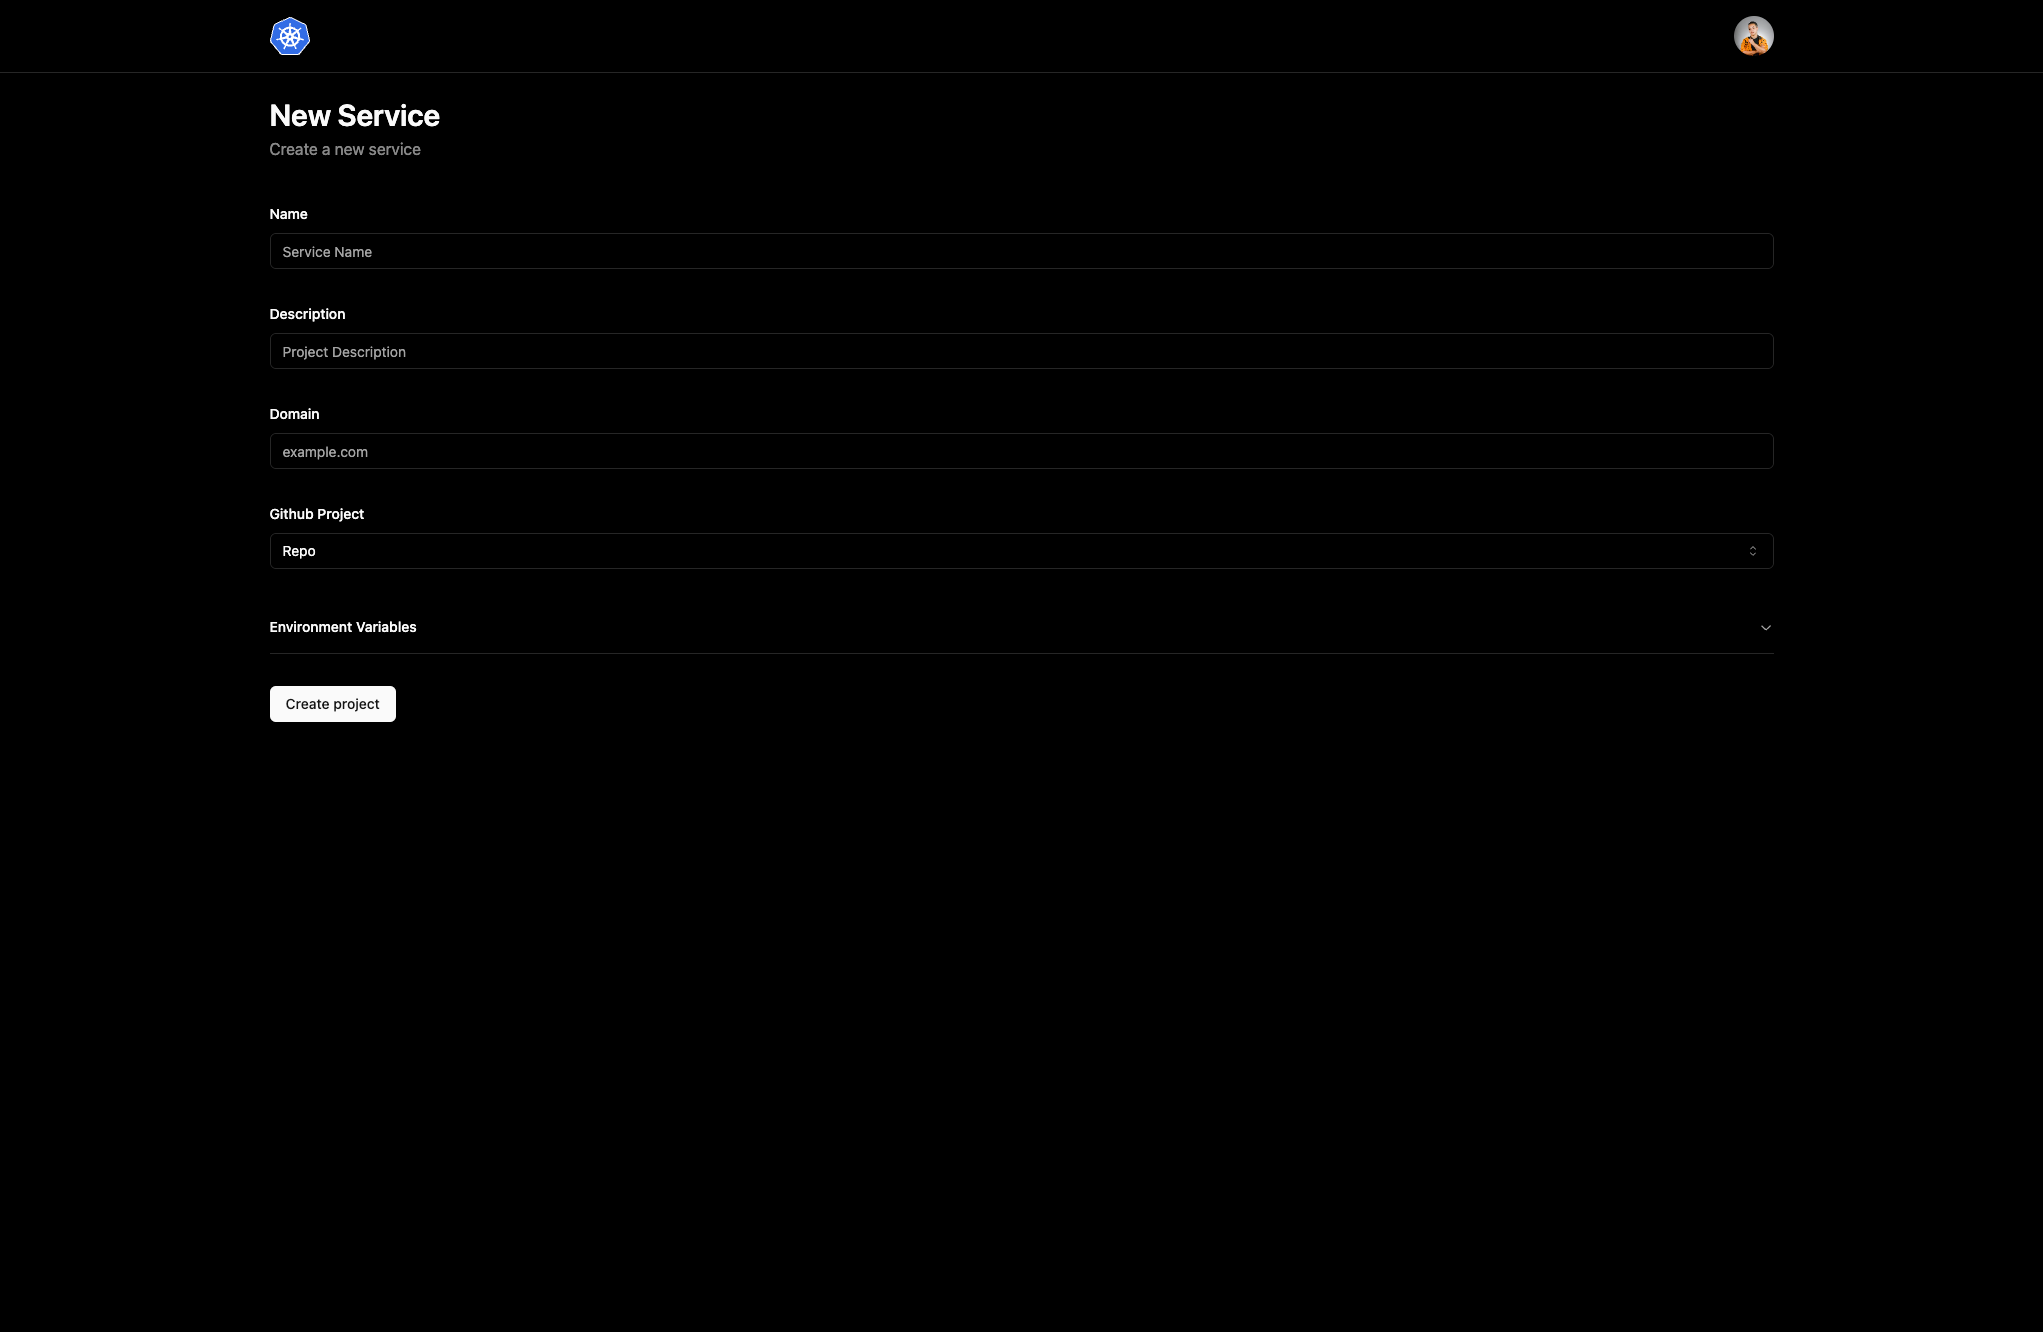 New Service
Create a new service
Name
Service Name
Description
Project Description
Domain
example.com
Github Project
Repo
Environment Variables
Create project